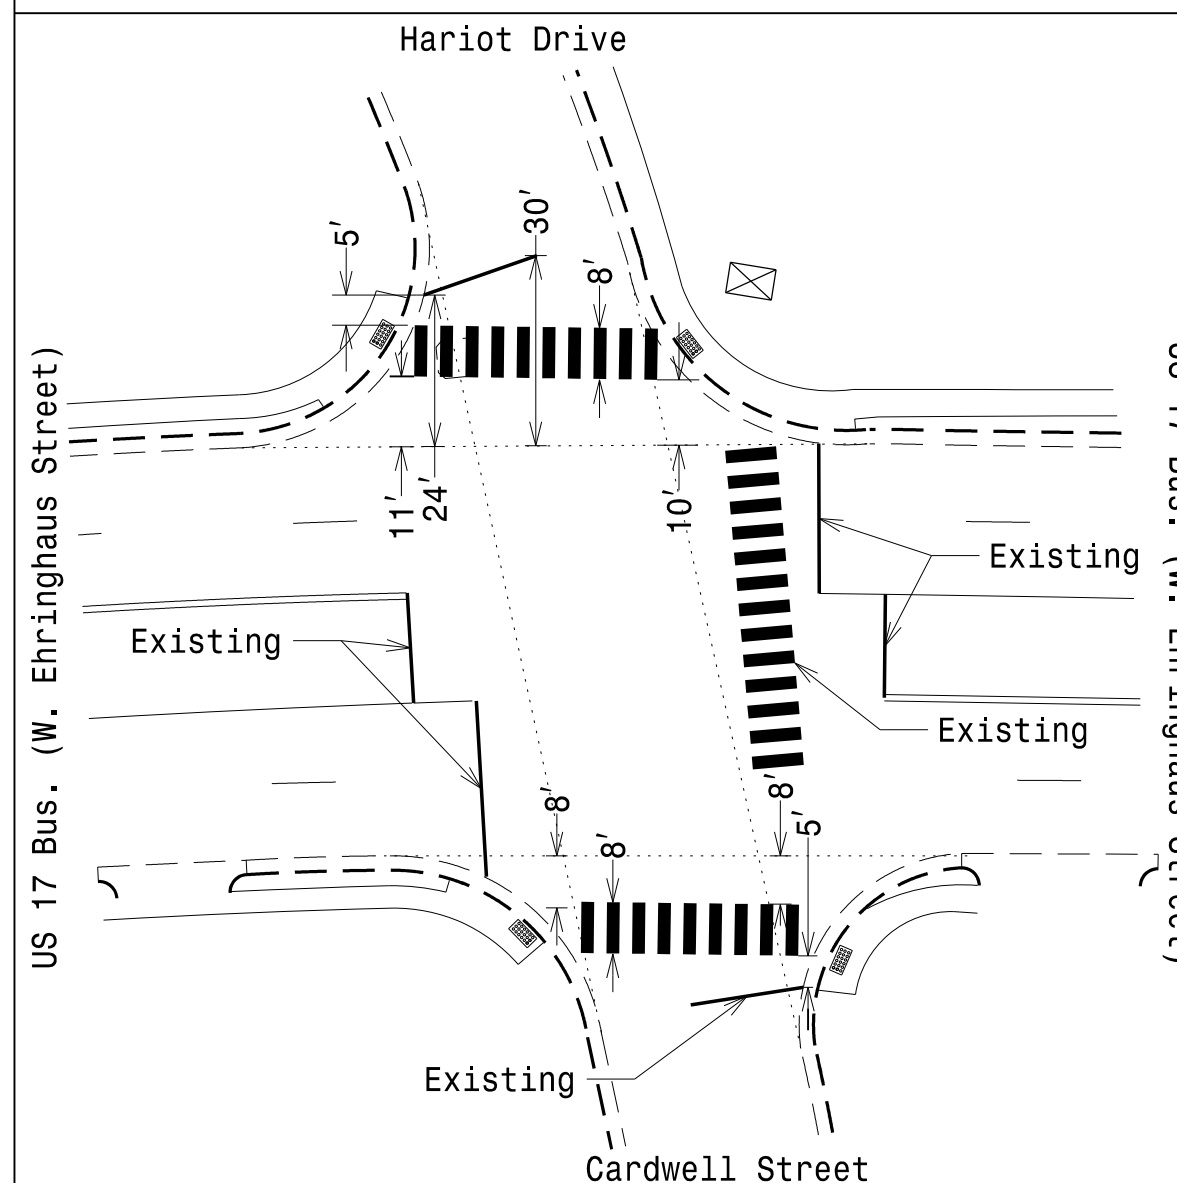 Hariot Drive
5'
30'
8'
US 17 Bus. (W. Ehringhaus Street)
11'
24'
10'
Existing
Existing
Existing
8'
8'
8'
5'
Existing
Cardwell Street